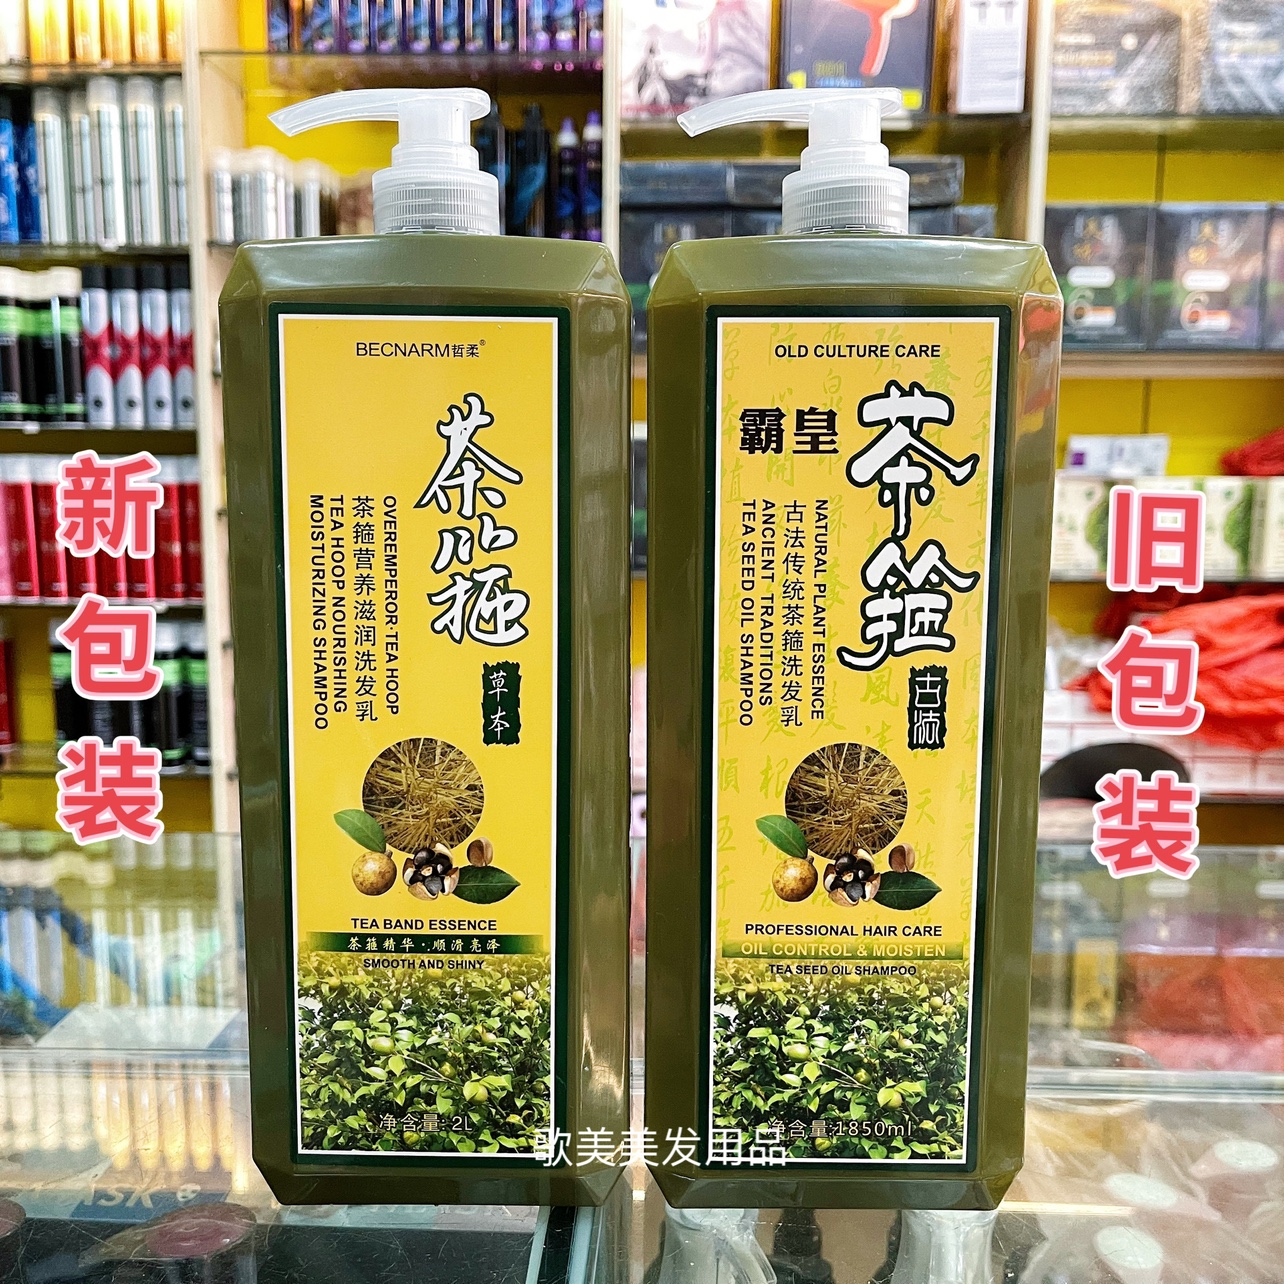 新包装
BECNARM哲柔®
茶箍
OVEREMPEROR·TEA HOOP
茶箍营养滋润洗发乳
TEA HOOP NOURISHING
MOISTURIZING SHAMPOO
草本
TEA BAND ESSENCE
茶箍精华·顺滑亮泽
SMOOTH AND SHINY
净含量:2L
OLD CULTURE CARE
霸皇
茶箍
NATURAL PLANT ESSENCE
古法传统茶箍洗发乳
ANCIENT TRADITIONS
TEA SEED OIL SHAMPOO
古法
PROFESSIONAL HAIR CARE
OIL CONTROL & MOISTEN
TEA SEED OIL SHAMPOO
净含量:1850ml
旧包装
歌美美发用品